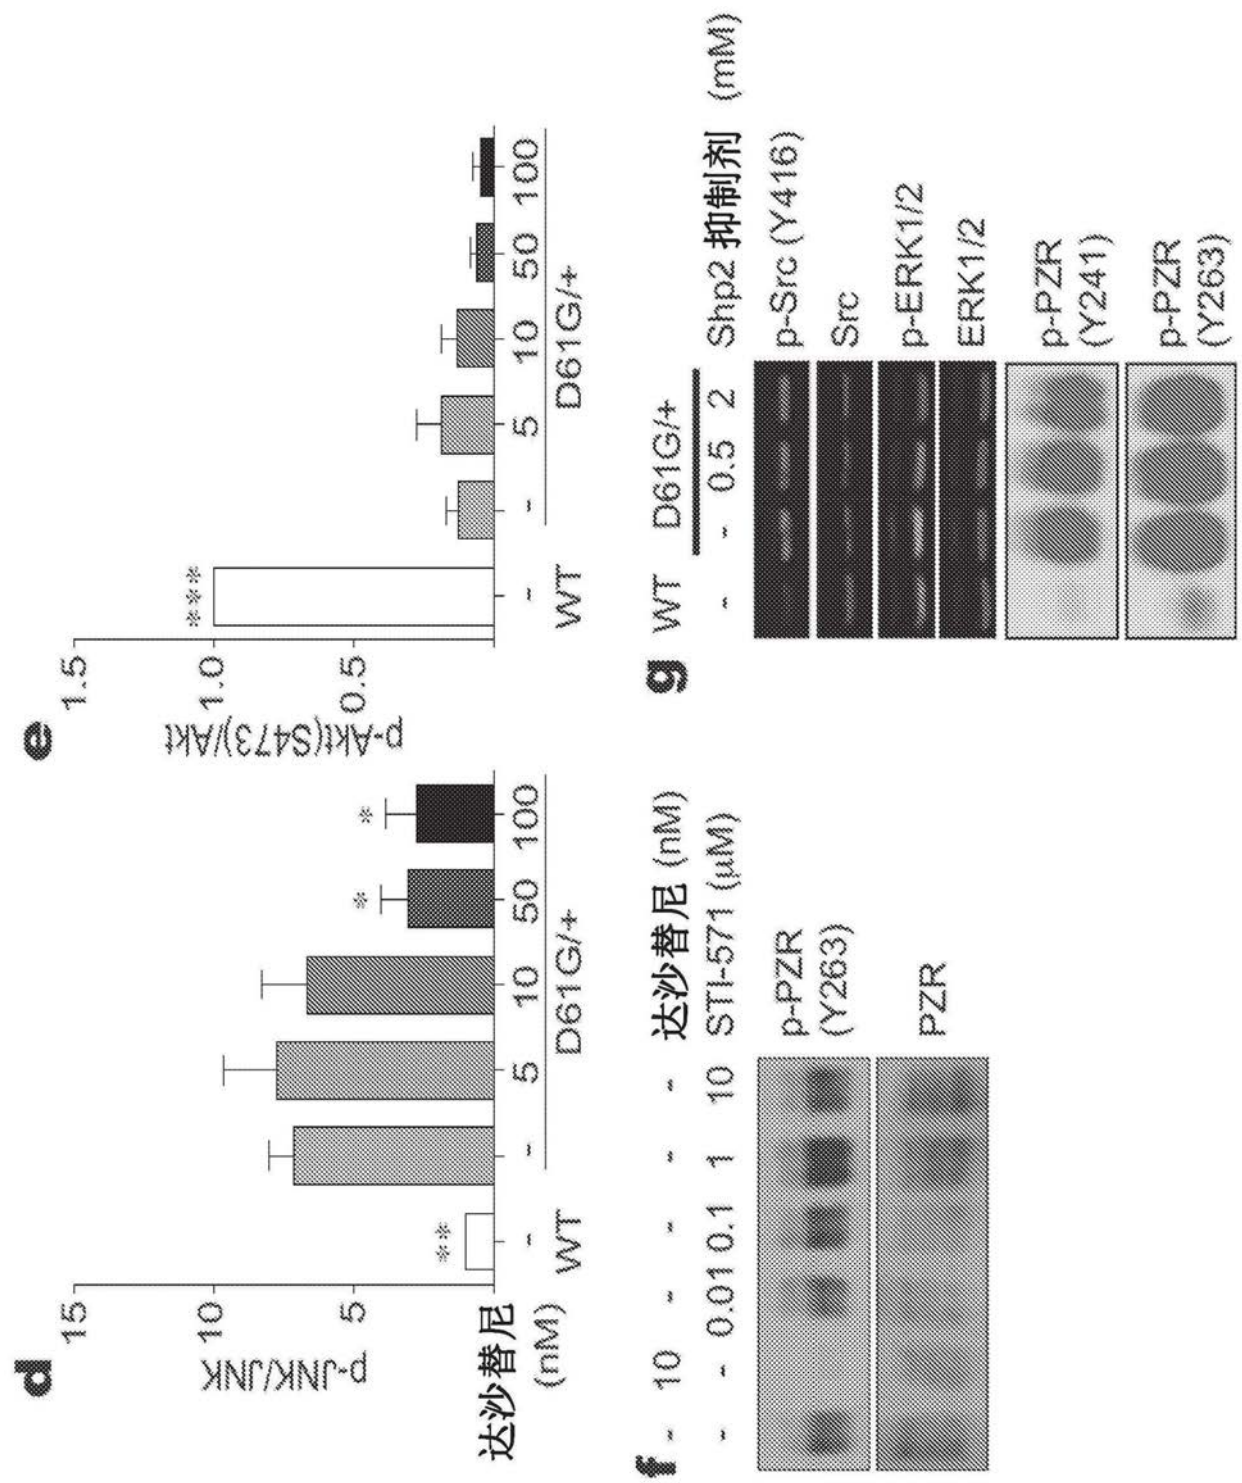 d
15
10
5
p-JNK/JNK
** * *
- - 5 10 50 100
WT D61G/+
达沙替尼
(nM)
e
1.5
1.0
0.5
p-Akt(S473)/Akt
***
- - 5 10 50 100
WT D61G/+
f
- 10 - - - - 达沙替尼 (nM)
- - 0.01 0.1 1 10 STI-571 (μM)
p-PZR
(Y263)
PZR
g
WT D61G/+
- - 0.5 2 Shp2 抑制剂 (mM)
p-Src (Y416)
Src
p-ERK1/2
ERK1/2
p-PZR
(Y241)
p-PZR
(Y263)